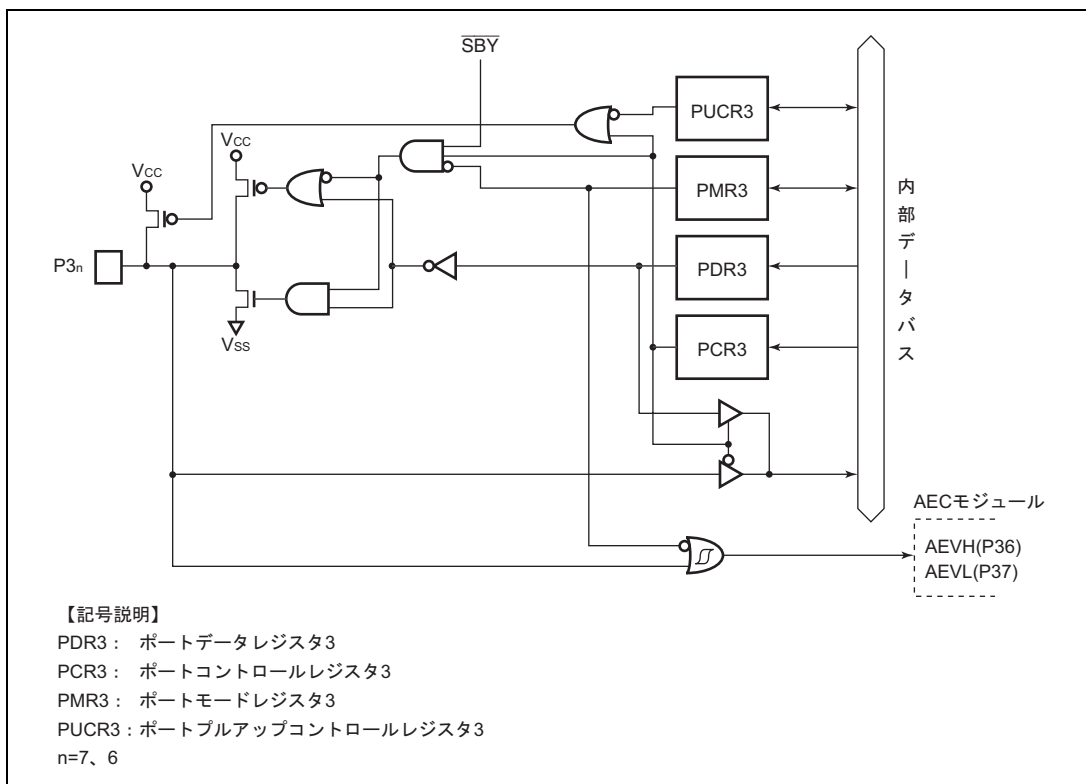 SBY
PUCR3
VCC
VCC
PMR3
内部データバス
P3n
PDR3
VSS
PCR3
AECモジュール
AEVH(P36)
AEVL(P37)
【記号説明】
PDR3： ポートデータレジスタ3
PCR3： ポートコントロールレジスタ3
PMR3： ポートモードレジスタ3
PUCR3：ポートプルアップコントロールレジスタ3
n=7、6